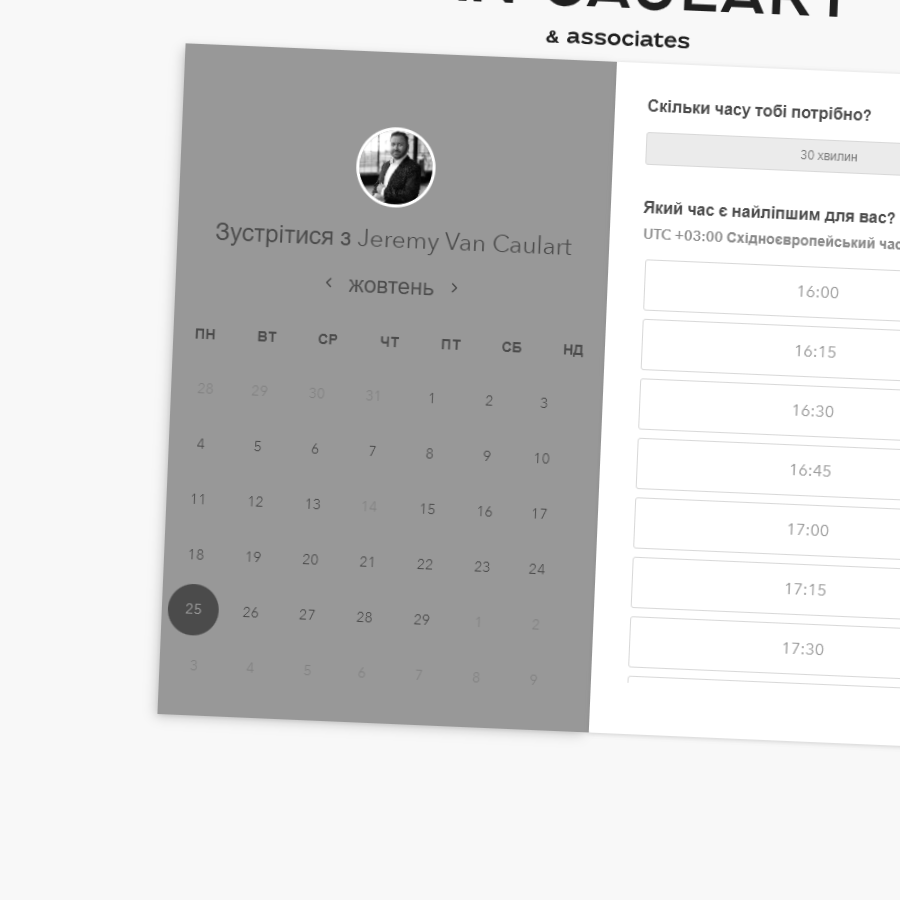 CAULART
& associates
Зустрітися з Jeremy Van Caulart
‹ жовтень ›
ПН ВТ СР ЧТ ПТ СБ НД
28 29 30 31 1 2 3
4 5 6 7 8 9 10
11 12 13 14 15 16 17
18 19 20 21 22 23 24
25 26 27 28 29 1 2
3 4 5 6 7 8 9
Скільки часу тобі потрібно?
30 хвилин
Який час є найліпшим для вас?
UTC +03:00 Східноєвропейський час
16:00
16:15
16:30
16:45
17:00
17:15
17:30